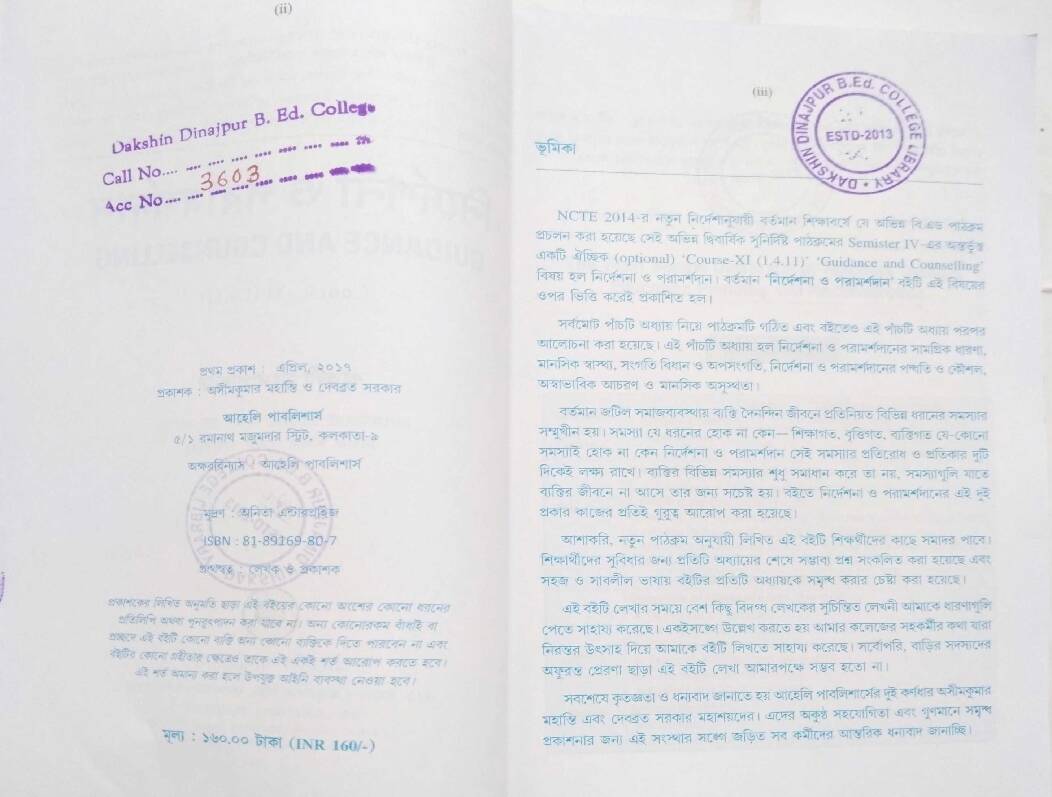 (ii)
Dakshin Dinajpur B. Ed. College
Call No....
Acc No.... 3603
প্রথম প্রকাশ : এপ্রিল, ২০১৭
প্রকাশক : অসীমকুমার মহান্তি ও দেবব্রত সরকার
আহেলি পাবলিশার্স
৫/১ রমানাথ মজুমদার স্ট্রিট, কলকাতা-৯
অক্ষরবিন্যাস : আহেলি পাবলিশার্স
মুদ্রণ : অনিতা এন্টারপ্রাইজ
ISBN : 81-89169-80-7
গ্রন্থস্বত্ব : লেখক ও প্রকাশক
প্রকাশকের লিখিত অনুমতি ছাড়া এই বইয়ের কোনো অংশের কোনো ধরনের
প্রতিলিপি অথবা পুনরুৎপাদন করা যাবে না। অন্য কোনোরকম বাঁধাই বা
প্রচ্ছদে এই বইটি কোনো ব্যক্তি অন্য কোনো ব্যক্তিকে দিতে পারবেন না এবং
বইটির কোনো গ্রহীতার ক্ষেত্রেও তাকে এই একই শর্ত আরোপ করতে হবে।
এই শর্ত অমান্য করা হলে উপযুক্ত আইনি ব্যবস্থা নেওয়া হবে।
মূল্য : ১৬০.০০ টাকা (INR 160/-)
(iii)
DAKSHIN DINAJPUR B.Ed. COLLEGE LIBRARY
ESTD-2013
ভূমিকা
NCTE 2014-র নতুন নির্দেশানুযায়ী বর্তমান শিক্ষাবর্ষে যে অভিন্ন বি.এড পাঠক্রম
প্রচলন করা হয়েছে সেই অভিন্ন দ্বিবার্ষিক সুনির্দিষ্ট পাঠক্রমের Semister IV-এর অন্তর্ভুক্ত
একটি ঐচ্ছিক (optional) ‘Course-XI (1.4.11)’ ‘Guidance and Counselling’
বিষয় হল নির্দেশনা ও পরামর্শদান। বর্তমান ‘নির্দেশনা ও পরামর্শদান’ বইটি এই বিষয়ের
ওপর ভিত্তি করেই প্রকাশিত হল।
সর্বমোট পাঁচটি অধ্যায় নিয়ে পাঠক্রমটি গঠিত এবং বইতেও এই পাঁচটি অধ্যায় পরপর
আলোচনা করা হয়েছে। এই পাঁচটি অধ্যায় হল নির্দেশনা ও পরামর্শদানের সামগ্রিক ধারণা,
মানসিক স্বাস্থ্য, সংগতি বিধান ও অপসংগতি, নির্দেশনা ও পরামর্শদানের পদ্ধতি ও কৌশল,
অস্বাভাবিক আচরণ ও মানসিক অসুস্থতা।
বর্তমান জটিল সমাজব্যবস্থায় ব্যক্তি দৈনন্দিন জীবনে প্রতিনিয়ত বিভিন্ন ধরানের সমস্যার
সম্মুখীন হয়। সমস্যা যে ধরনের হোক না কেন— শিক্ষাগত, বৃত্তিগত, ব্যক্তিগত যে-কোনো
সমস্যাই হোক না কেন নির্দেশনা ও পরামর্শদান সেই সমস্যার প্রতিরোধ ও প্রতিকার দুটি
দিকেই লক্ষ্য রাখে। ব্যক্তির বিভিন্ন সমস্যার শুধু সমাধান করে তা নয়, সমস্যাগুলি যাতে
ব্যক্তির জীবনে না আসে তার জন্য সচেষ্ট হয়। বইতে নির্দেশনা ও পরামর্শদানের এই দুই
প্রকার কাজের প্রতিই গুরুত্ব আরোপ করা হয়েছে।
আশাকরি, নতুন পাঠক্রম অনুযায়ী লিখিত এই বইটি শিক্ষার্থীদের কাছে সমাদর পাবে।
শিক্ষার্থীদের সুবিধার জন্য প্রতিটি অধ্যায়ের শেষে সম্ভাব্য প্রশ্ন সংকলিত করা হয়েছে এবং
সহজ ও সাবলীল ভাষায় বইটির প্রতিটি অধ্যায়কে সমৃদ্ধ করার চেষ্টা করা হয়েছে।
এই বইটি লেখার সময়ে বেশ কিছু বিদগ্ধ লেখকের সুচিন্তিত লেখনী আমাকে ধারণাগুলি
পেতে সাহায্য করেছে। একইসঙ্গে উল্লেখ করতে হয় আমার কলেজের সহকর্মীর কথা যারা
নিরন্তর উৎসাহ দিয়ে আমাকে বইটি লিখতে সাহায্য করেছে। সর্বোপরি, বাড়ির সদস্যদের
অফুরন্ত প্রেরণা ছাড়া এই বইটি লেখা আমারপক্ষে সম্ভব হতো না।
সবশেষে কৃতজ্ঞতা ও ধন্যবাদ জানাতে হয় আহেলি পাবলিশার্সের দুই কর্ণধার অসীমকুমার
মহান্তি এবং দেবব্রত সরকার মহাশয়দের। এদের অকুণ্ঠ সহযোগিতা এবং গুণমানে সমৃদ্ধ
প্রকাশনার জন্য এই সংস্থার সঙ্গে জড়িত সব কর্মীদের আন্তরিক ধন্যবাদ জানাচ্ছি।